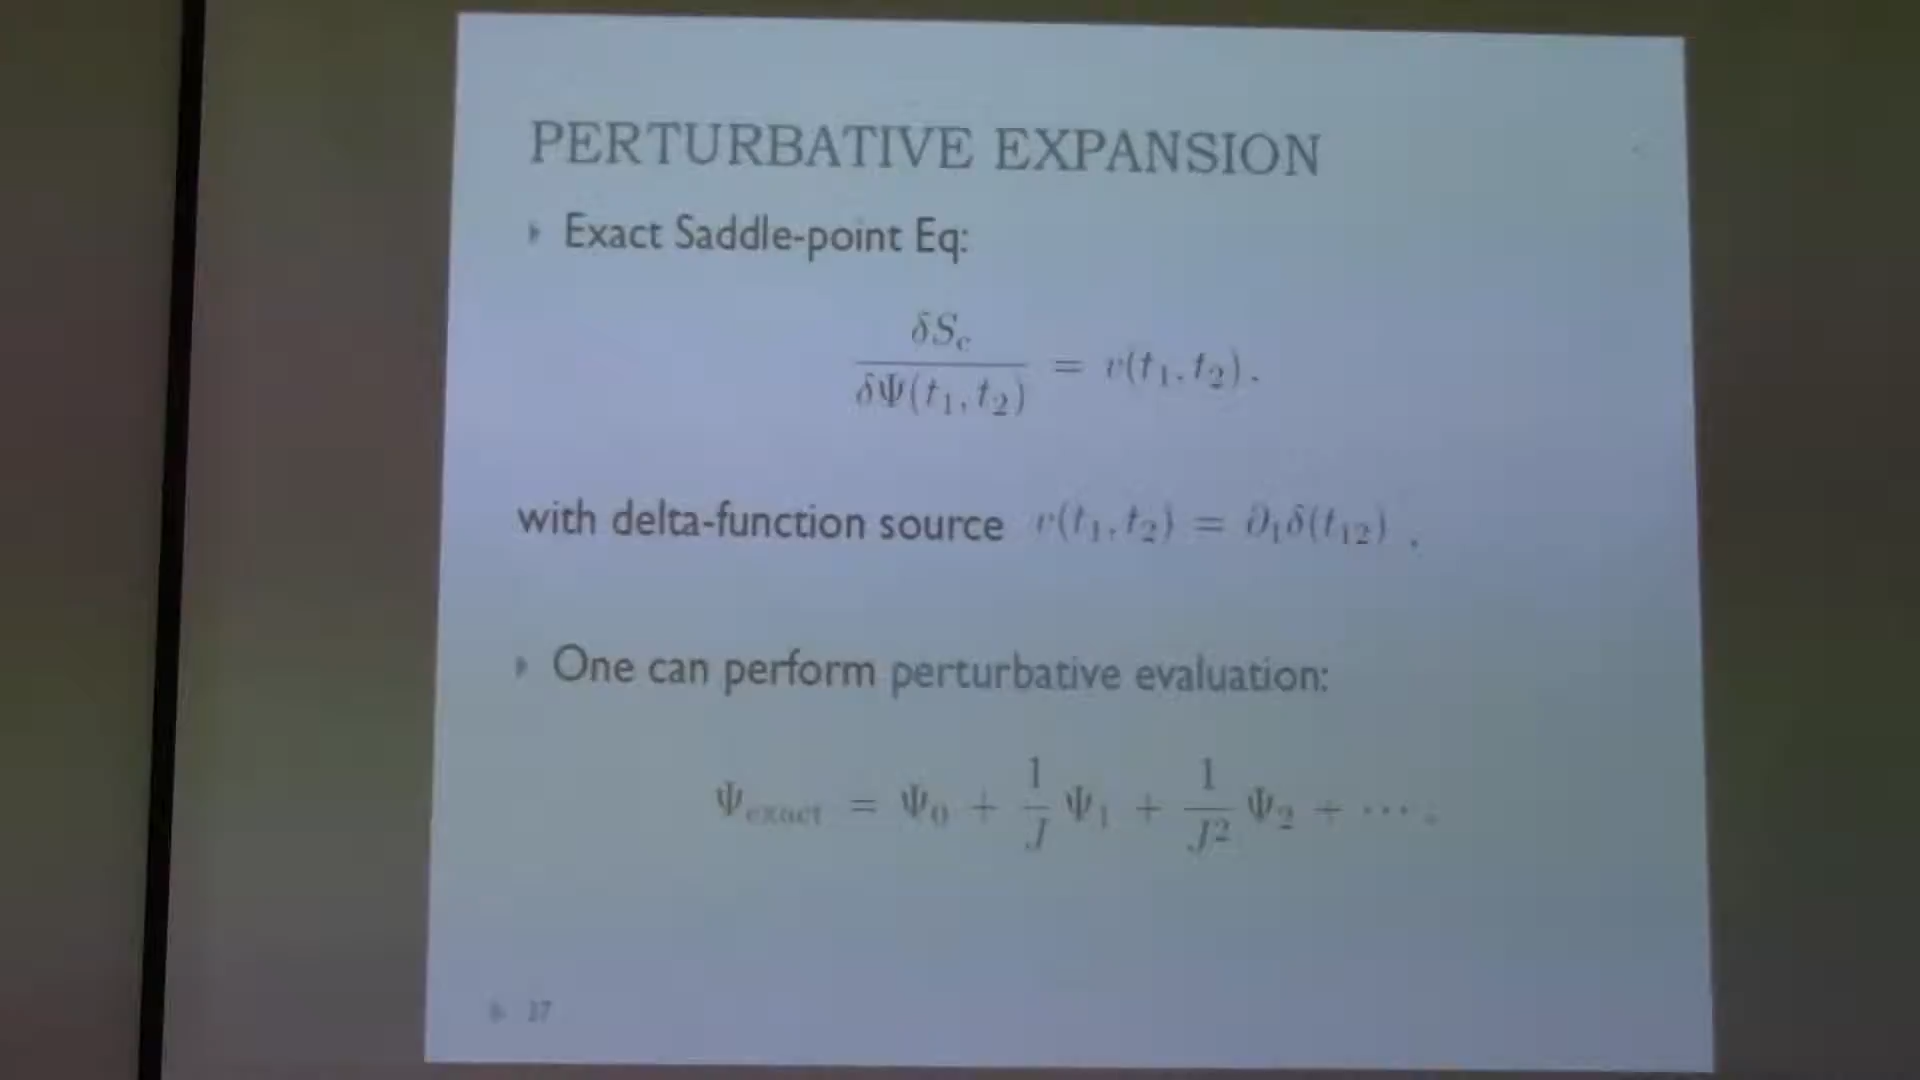 PERTURBATIVE EXPANSION
Exact Saddle-point Eq:
δS_c / δΨ(t_1, t_2) = v(t_1, t_2).
with delta-function source v(t_1, t_2) = ∂_1δ(t_12) .
One can perform perturbative evaluation:
Ψ_exact = Ψ_0 + 1/J Ψ_1 + 1/J^2 Ψ_2 + ··· .